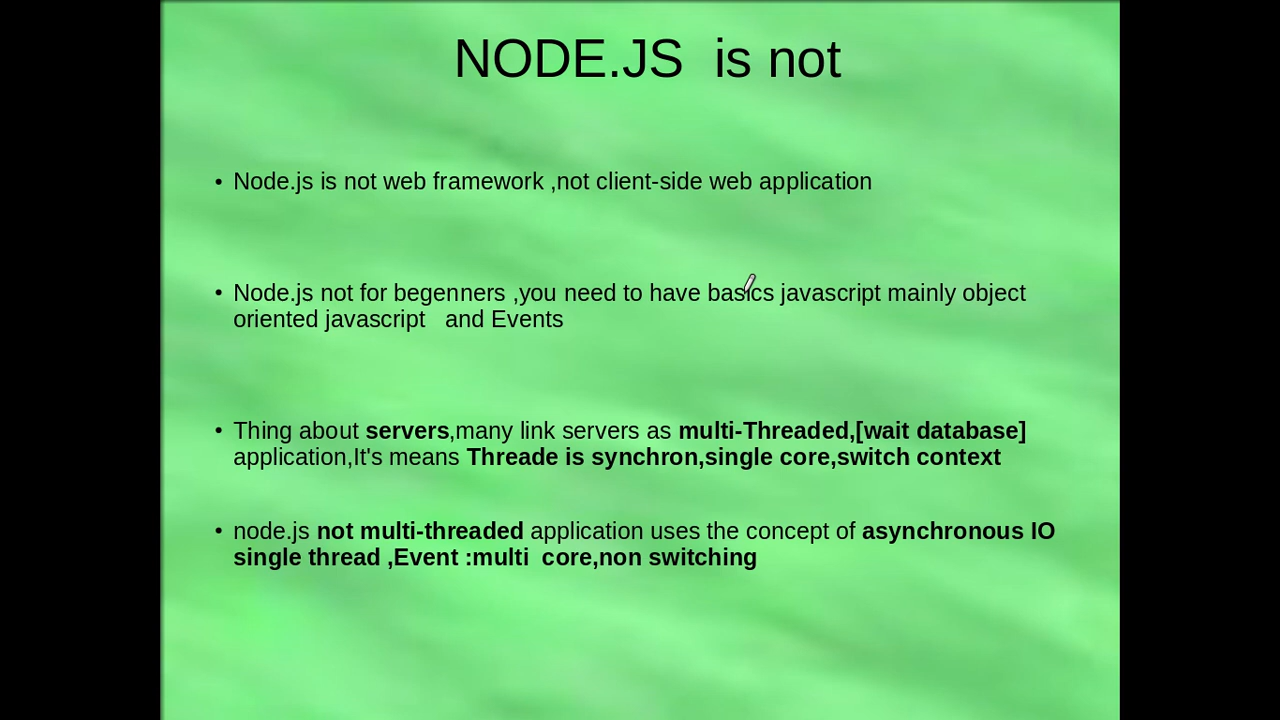 NODE.JS  is not
• Node.js is not web framework ,not client-side web application
• Node.js not for begenners ,you need to have basics javascript mainly object
oriented javascript   and Events
• Thing about servers,many link servers as multi-Threaded,[wait database]
application,It's means Threade is synchron,single core,switch context
• node.js not multi-threaded application uses the concept of asynchronous IO
single thread ,Event :multi  core,non switching